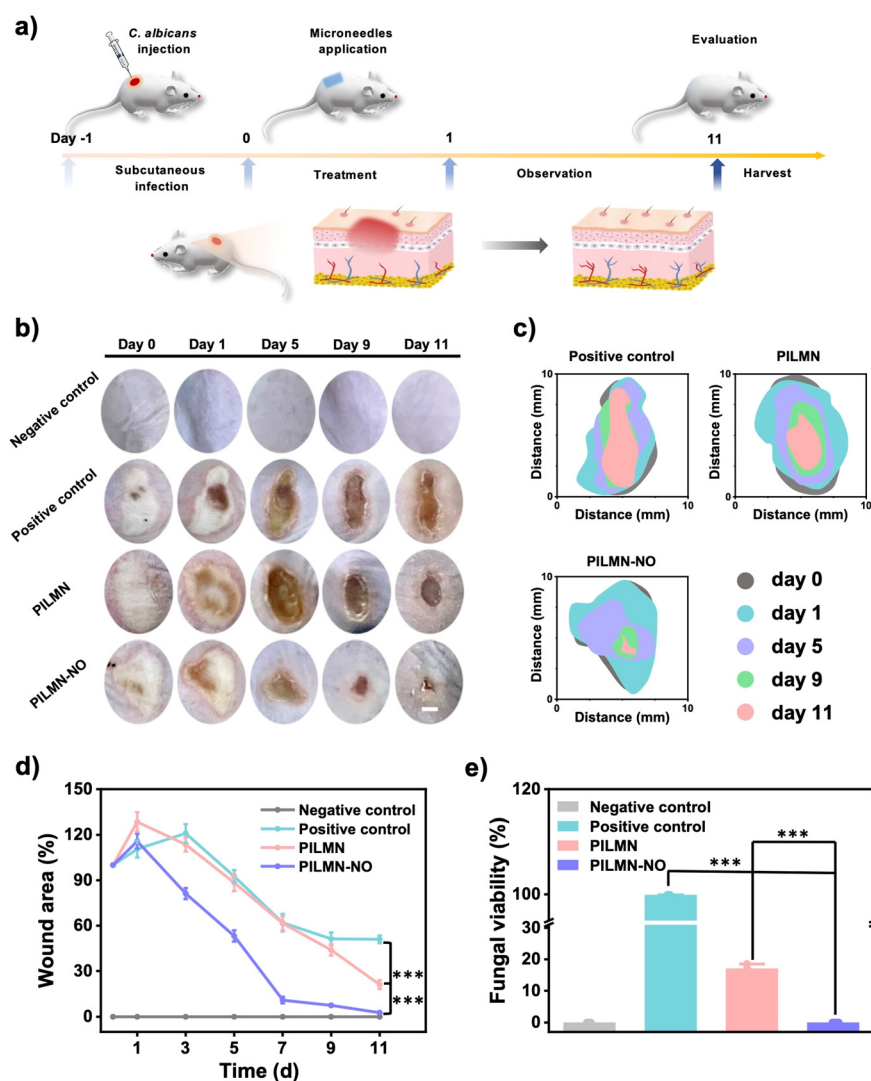 a)
C. albicans
injection
Microneedles
application
Evaluation
Day -1
0
1
11
Subcutaneous
infection
Treatment
Observation
Harvest
b)
Day 0 Day 1 Day 5 Day 9 Day 11
Negative control
Positive control
PILMN
PILMN-NO
c)
Positive control
10
Distance (mm)
0
Distance (mm)
10
PILMN
10
Distance (mm)
0
Distance (mm)
10
PILMN-NO
10
Distance (mm)
0
Distance (mm)
10
day 0
day 1
day 5
day 9
day 11
d)
Wound area (%)
150
120
90
60
30
0
Negative control
Positive control
PILMN
PILMN-NO
***
***
1 3 5 7 9 11
Time (d)
e)
Fungal viability (%)
120
100
20
10
0
Negative control
Positive control
PILMN
PILMN-NO
***
***